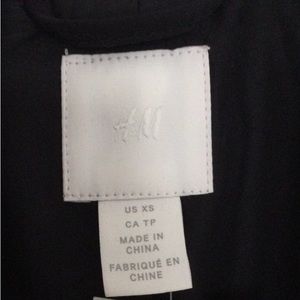 H&M
US XS
CA TP
MADE IN
CHINA
FABRIQUÉ EN
CHINE